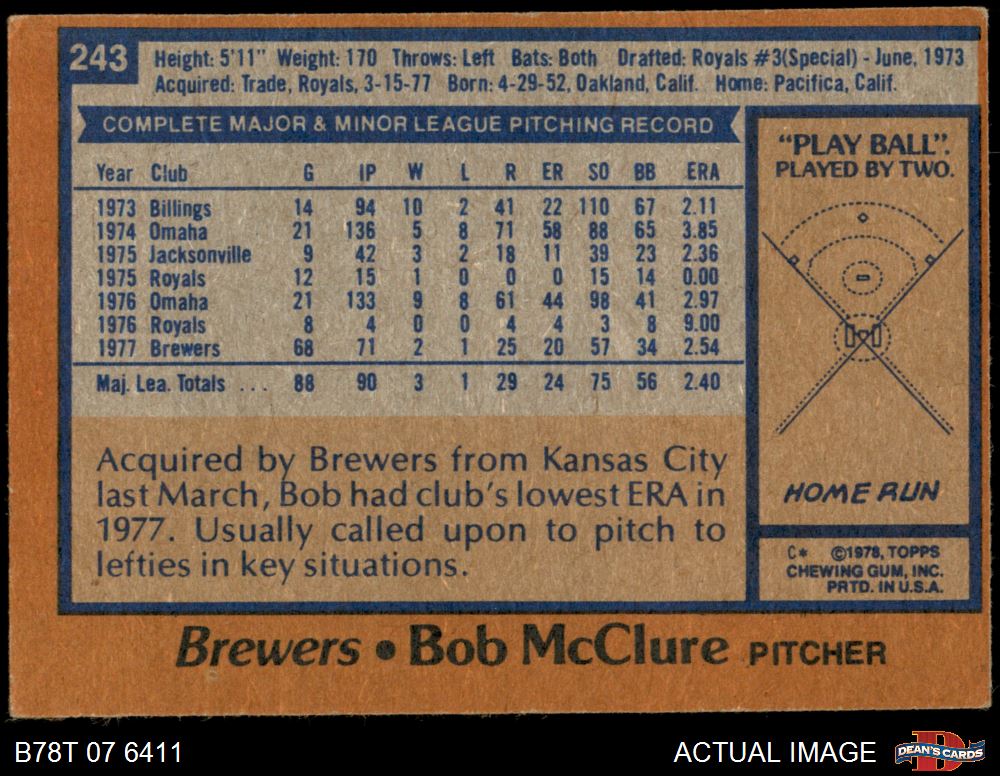 243
Height: 5'11" Weight: 170 Throws: Left Bats: Both Drafted: Royals #3(Special) - June, 1973
Acquired: Trade, Royals, 3-15-77 Born: 4-29-52, Oakland, Calif. Home: Pacifica, Calif.
COMPLETE MAJOR & MINOR LEAGUE PITCHING RECORD
Year Club G IP W L R ER SO BB ERA
1973 Billings 14 94 10 2 41 22 110 67 2.11
1974 Omaha 21 136 5 8 71 58 88 65 3.85
1975 Jacksonville 9 42 3 2 18 11 39 23 2.36
1975 Royals 12 15 1 0 0 0 15 14 0.00
1976 Omaha 21 133 9 8 61 44 98 41 2.97
1976 Royals 8 4 0 0 4 4 3 8 9.00
1977 Brewers 68 71 2 1 25 20 57 34 2.54
Maj. Lea. Totals ... 88 90 3 1 29 24 75 56 2.40
Acquired by Brewers from Kansas City
last March, Bob had club's lowest ERA in
1977. Usually called upon to pitch to
lefties in key situations.
"PLAY BALL".
PLAYED BY TWO.
HOME RUN
C* ©1978, TOPPS
CHEWING GUM, INC.
PRTD. IN U.S.A.
Brewers • Bob McClure PITCHER
B78T 07 6411
ACTUAL IMAGE
D
DEAN'S CARDS